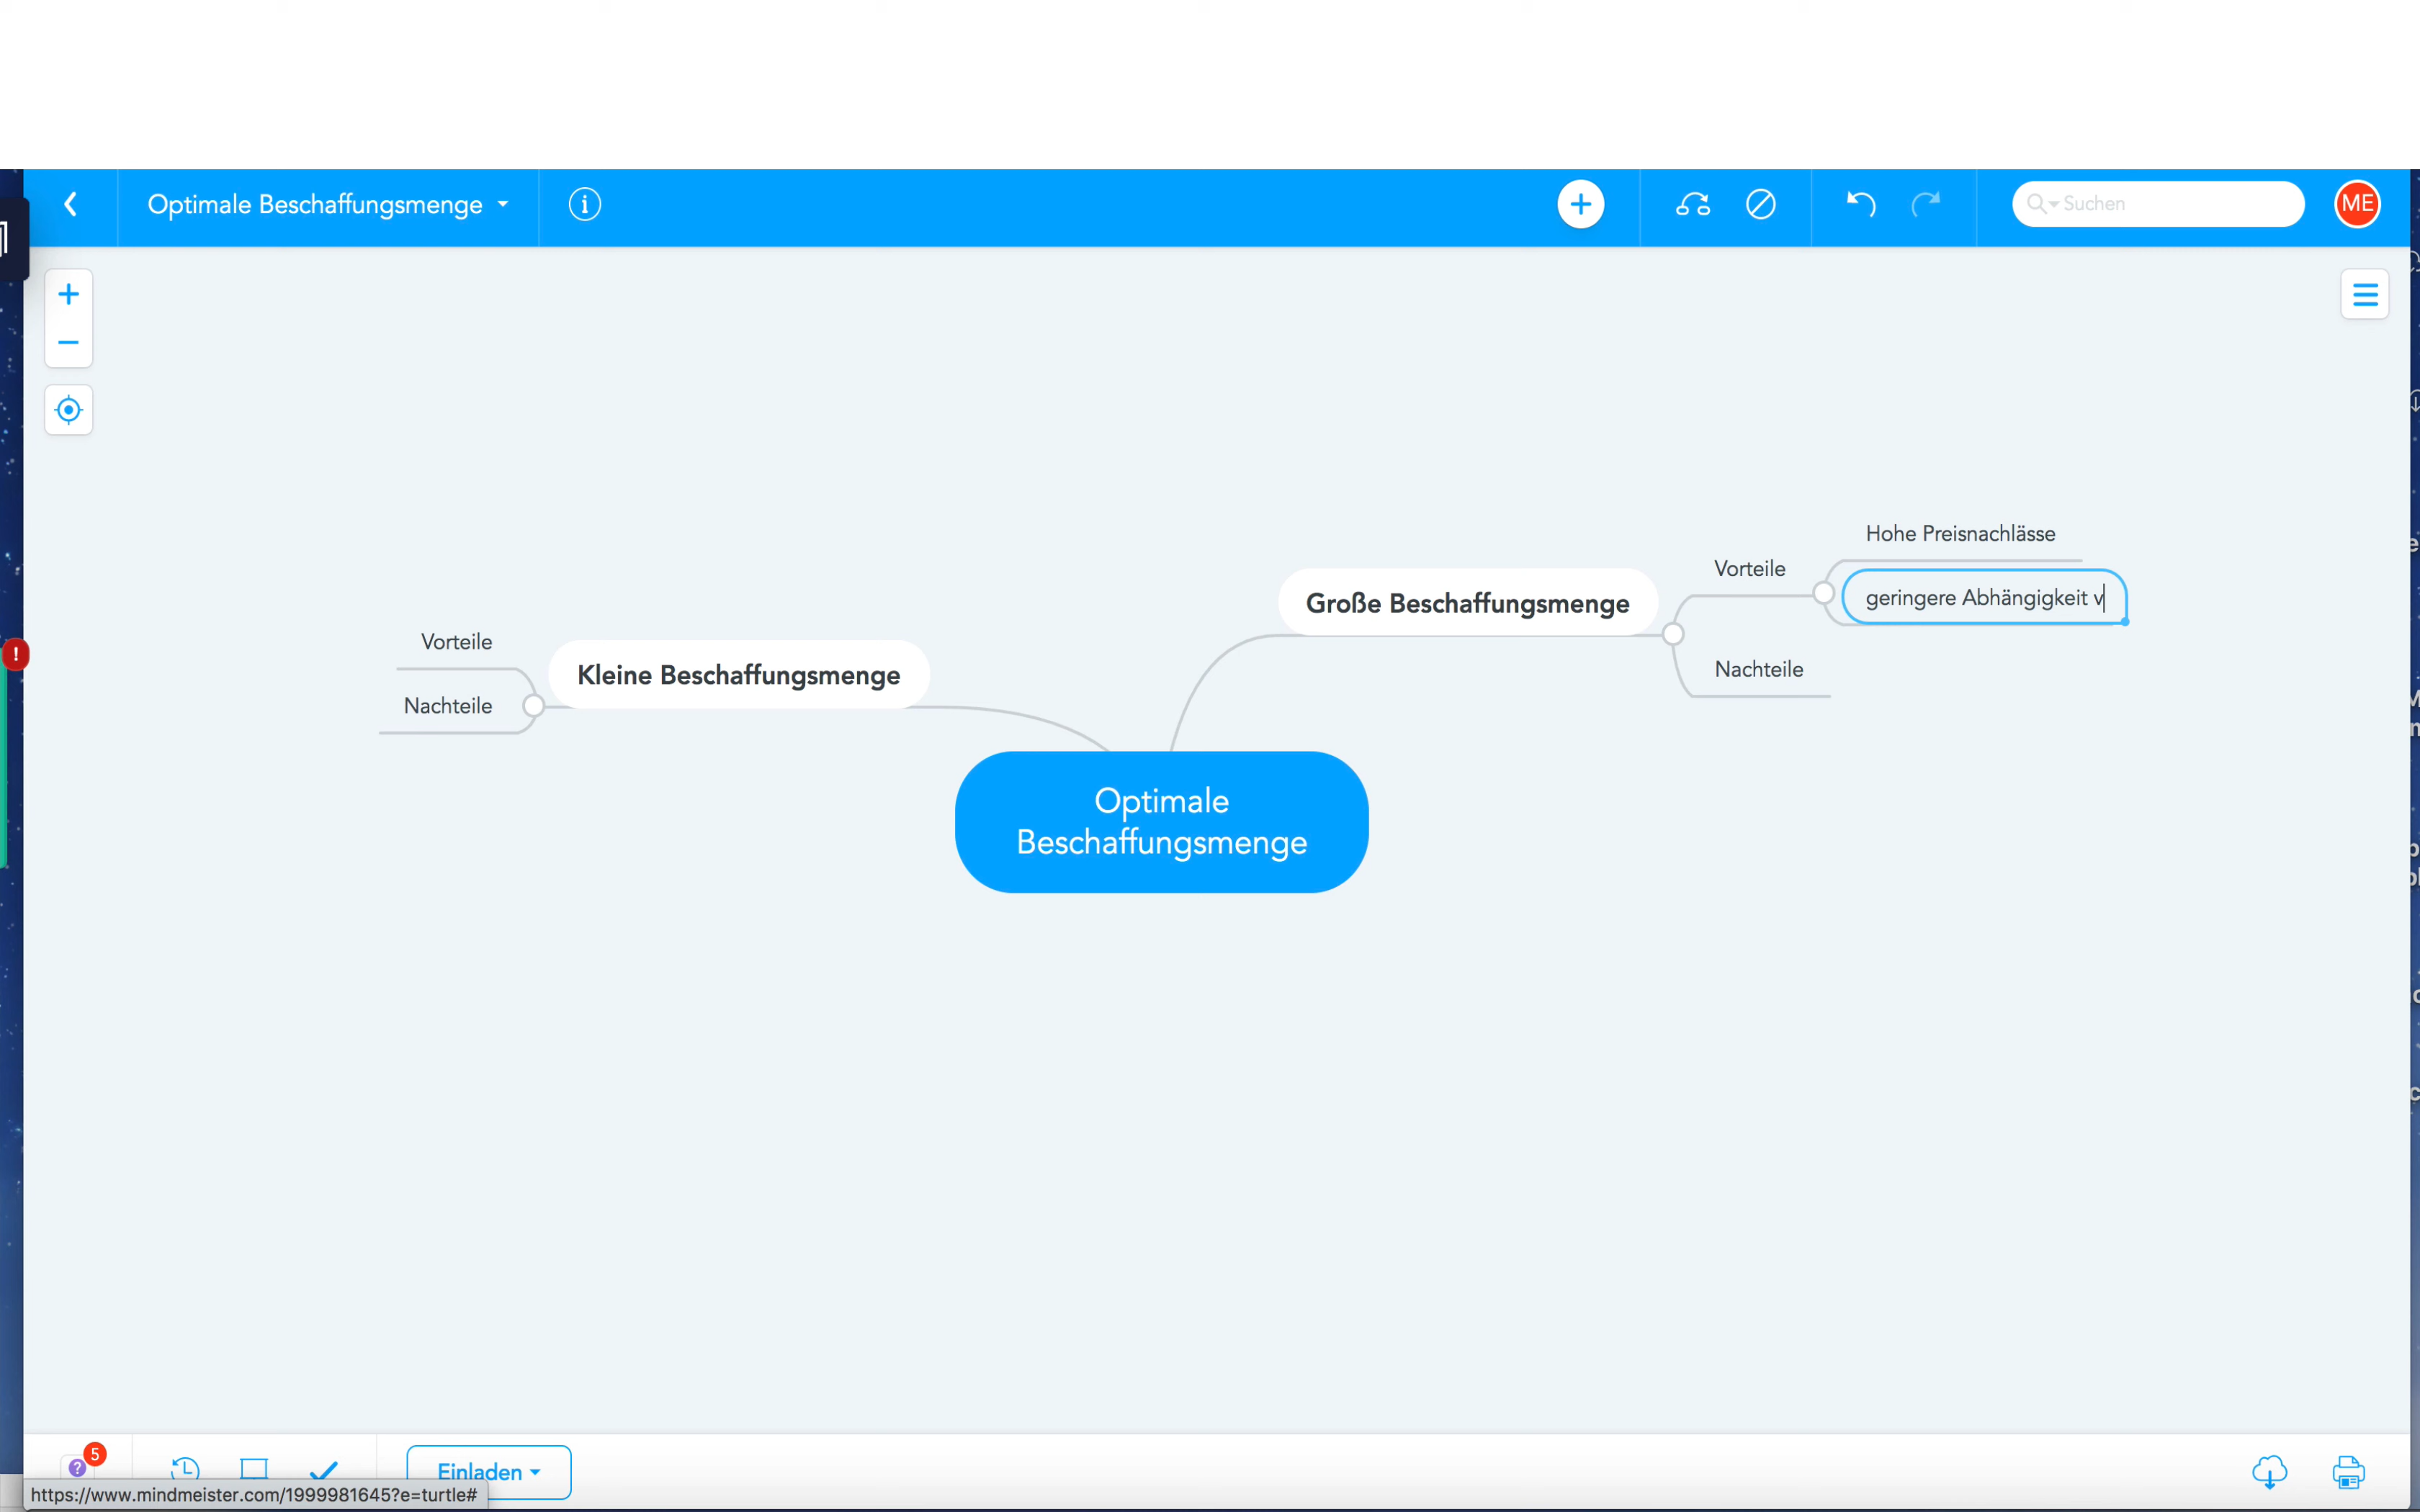 Optimale Beschaffungsmenge
Suchen
ME
Hohe Preisnachlässe
Vorteile
geringere Abhängigkeit v
Große Beschaffungsmenge
Nachteile
Vorteile
Kleine Beschaffungsmenge
Nachteile
Optimale
Beschaffungsmenge
5
Einladen
https://www.mindmeister.com/1999981645?e=turtle#